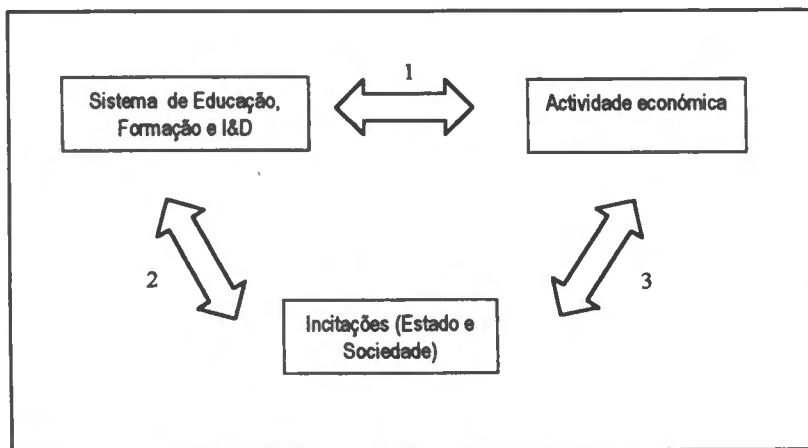 1
Sistema de Educação,
Formação e I&D
Actividade económica
2
3
Incitações (Estado e
Sociedade)